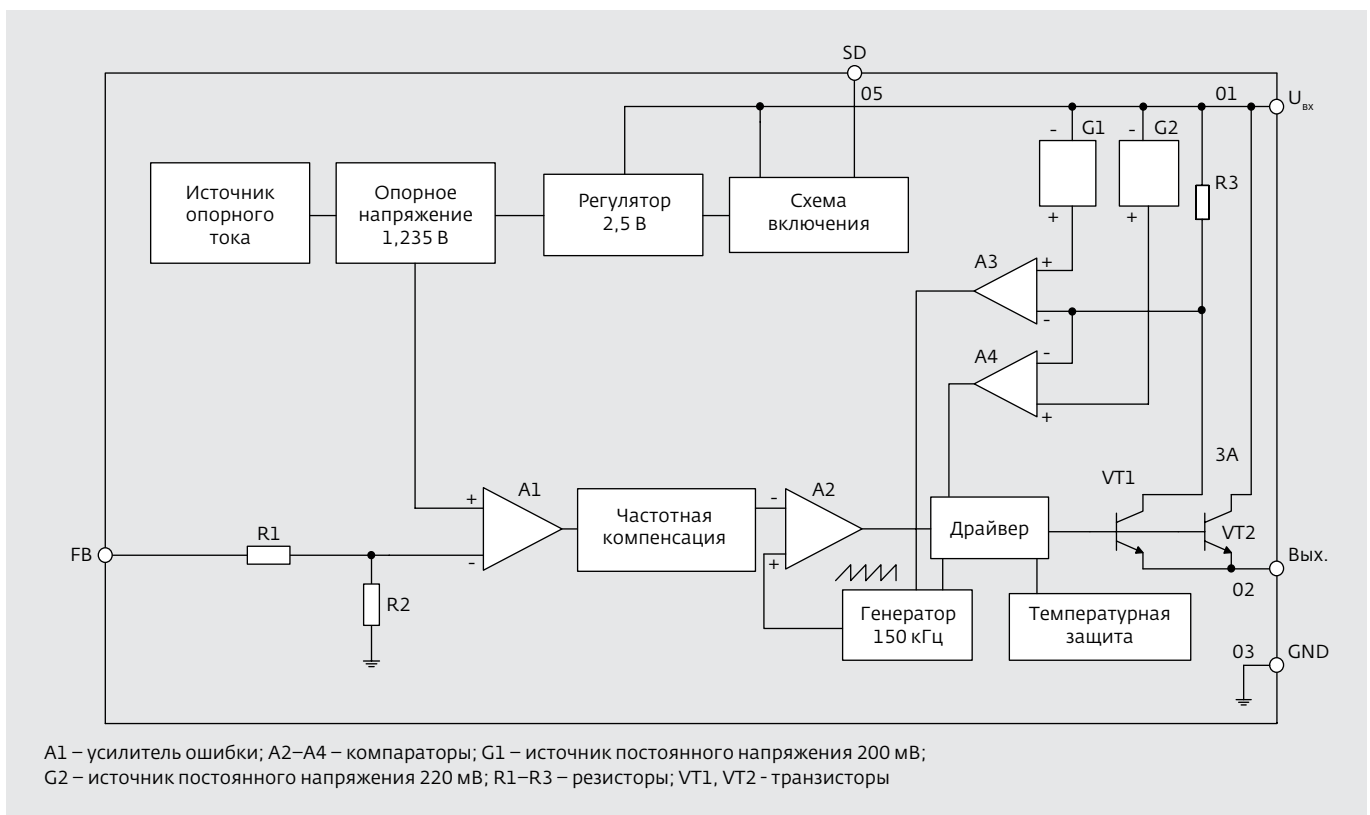 SD
05
01
U вх
- G1
- G2
Источник
опорного
тока
Опорное
напряжение
1,235 В
Регулятор
2,5 В
Схема
включения
R3
+
+
A3
+
-
A4
-
+
3А
VT1
VT2
A1
+
-
Частотная
компенсация
A2
-
+
Драйвер
FB
R1
R2
Вых.
02
Генератор
150 кГц
Температурная
защита
03
GND
A1 – усилитель ошибки; A2–A4 – компараторы; G1 – источник постоянного напряжения 200 мВ;
G2 – источник постоянного напряжения 220 мВ; R1–R3 – резисторы; VT1, VT2 - транзисторы